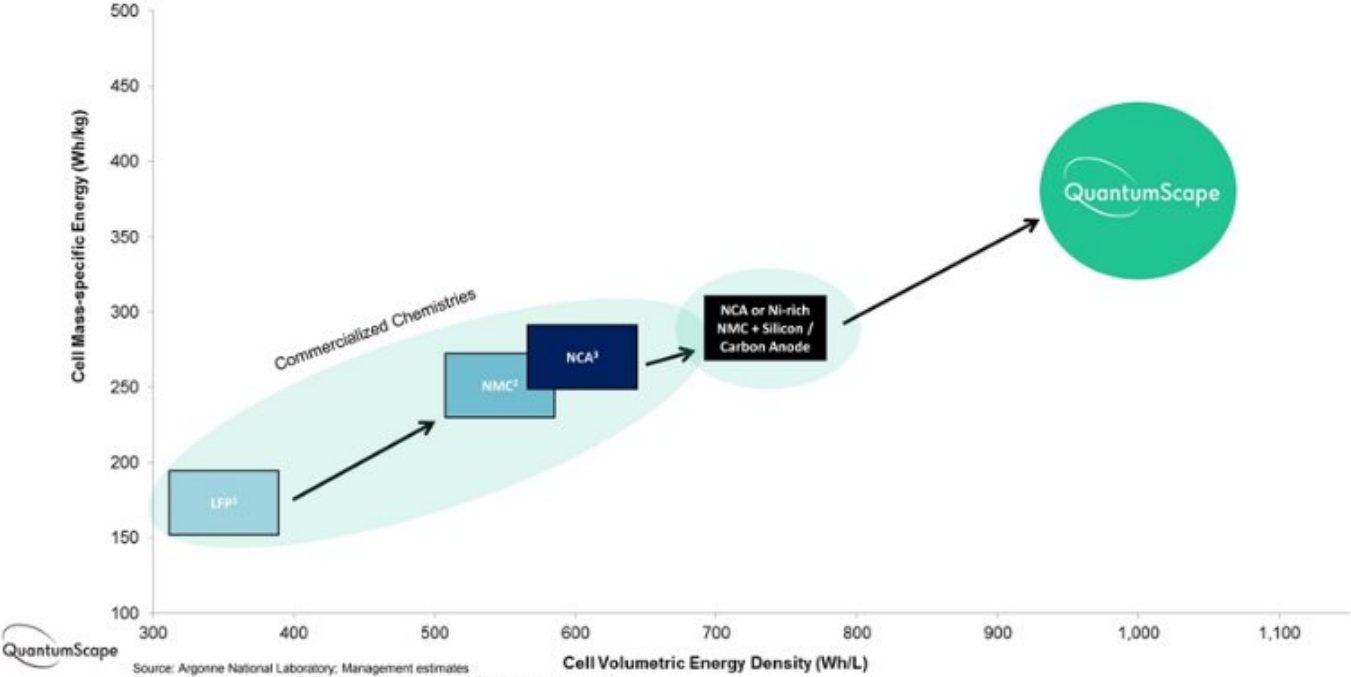 500
450
400
350
300
250
200
150
100
Cell Mass-specific Energy (Wh/kg)
Commercialized Chemistries
LFP¹
NMC²
NCA³
NCA or Ni-rich
NMC + Silicon /
Carbon Anode
QuantumScape
300
400
500
600
700
800
900
1,000
1,100
Cell Volumetric Energy Density (Wh/L)
QuantumScape
Source: Argonne National Laboratory; Management estimates